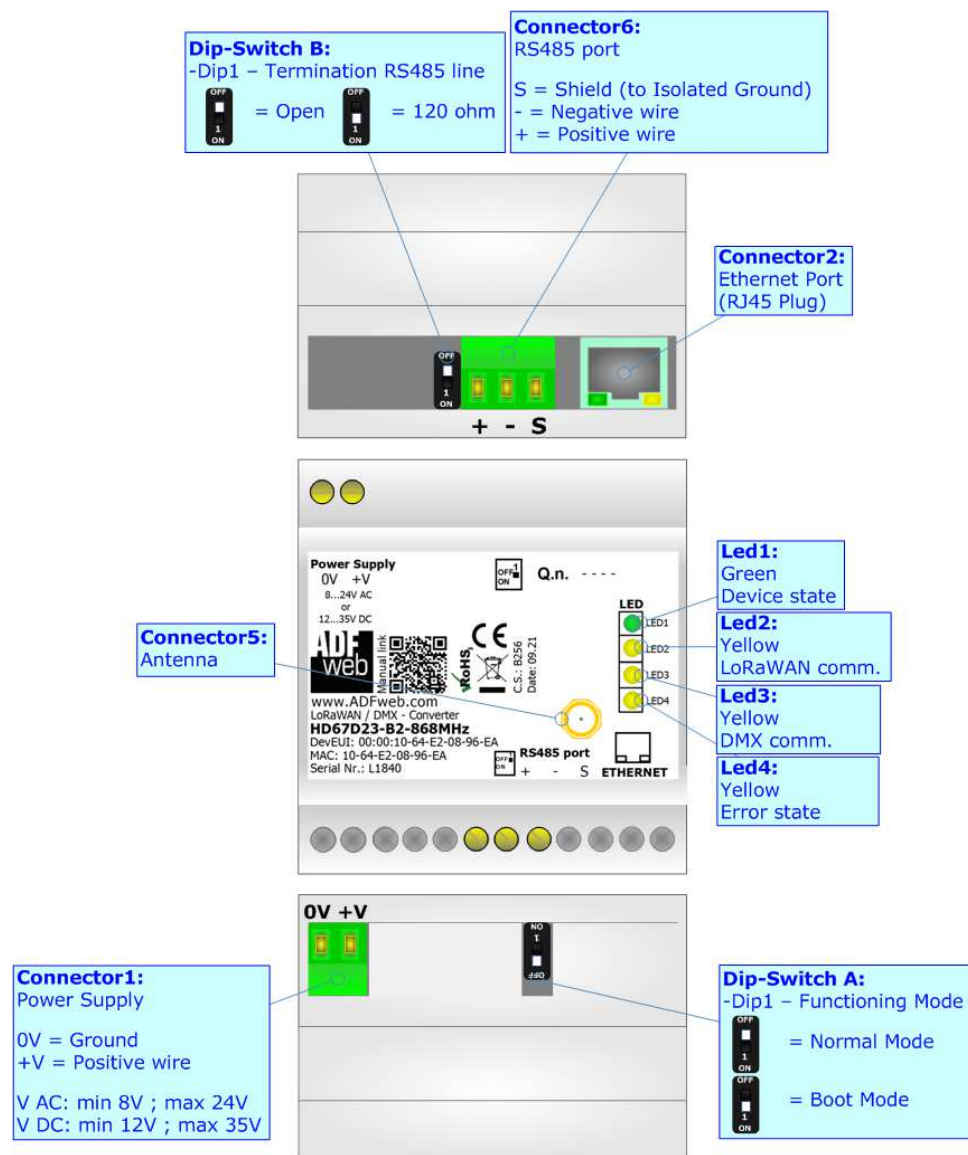 Dip-Switch B:
-Dip1 – Termination RS485 line
OFF
1
ON
= Open
OFF
1
ON
= 120 ohm
Connector6:
RS485 port
S = Shield (to Isolated Ground)
- = Negative wire
+ = Positive wire
Connector2:
Ethernet Port
(RJ45 Plug)
OFF
1
ON
+ - S
Power Supply
0V +V
8...24V AC
or
12...35V DC
OFF 1
ON
Q.n. - - - -
LED
LED1
LED2
LED3
LED4
ADF
web
Manual link
RoHS
CE
C.S.: B256
Date: 09.21
www.ADFweb.com
LoRaWAN / DMX - Converter
HD67D23-B2-868MHz
DevEUI: 00:00:10-64-E2-08-96-EA
MAC: 10-64-E2-08-96-EA
Serial Nr.: L1840
RS485 port
OFF 1
ON
+ - S
ETHERNET
Led1:
Green
Device state
Led2:
Yellow
LoRaWAN comm.
Led3:
Yellow
DMX comm.
Led4:
Yellow
Error state
Connector5:
Antenna
0V +V
ON
1
OFF
Connector1:
Power Supply
0V = Ground
+V = Positive wire
V AC: min 8V ; max 24V
V DC: min 12V ; max 35V
Dip-Switch A:
-Dip1 – Functioning Mode
OFF
1
ON
= Normal Mode
OFF
1
ON
= Boot Mode